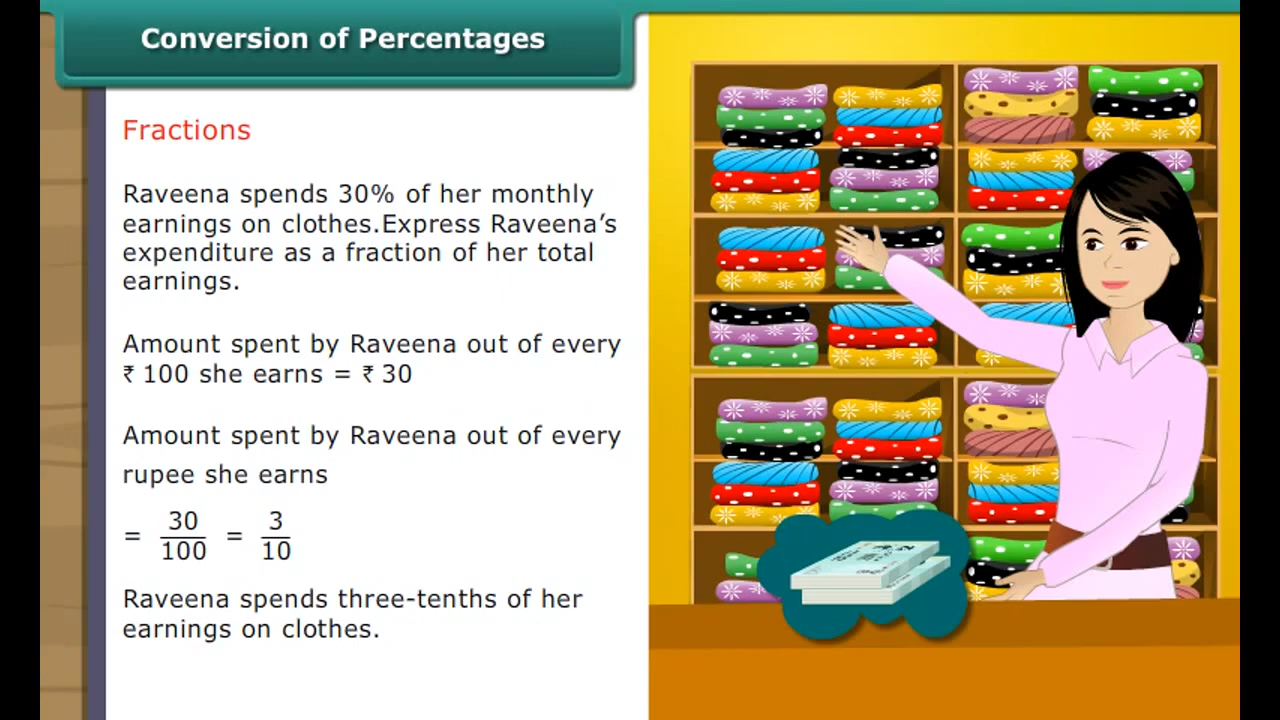 Conversion of Percentages
Fractions
Raveena spends 30% of her monthly
earnings on clothes.Express Raveena’s
expenditure as a fraction of her total
earnings.
Amount spent by Raveena out of every
₹ 100 she earns = ₹ 30
Amount spent by Raveena out of every
rupee she earns
= 30/100 = 3/10
Raveena spends three-tenths of her
earnings on clothes.